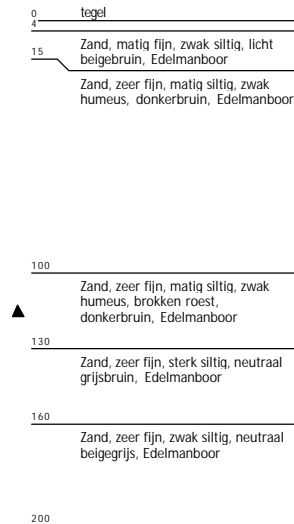 0 tegel
4
Zand, matig fijn, zwak siltig, licht
15
beigebruin, Edelmanboor
Zand, zeer fijn, matig siltig, zwak
humeus, donkerbruin, Edelmanboor
100
Zand, zeer fijn, matig siltig, zwak
humeus, brokken roest,
donkerbruin, Edelmanboor
130
Zand, zeer fijn, sterk siltig, neutraal
grijsbruin, Edelmanboor
160
Zand, zeer fijn, zwak siltig, neutraal
beigegrijs, Edelmanboor
200